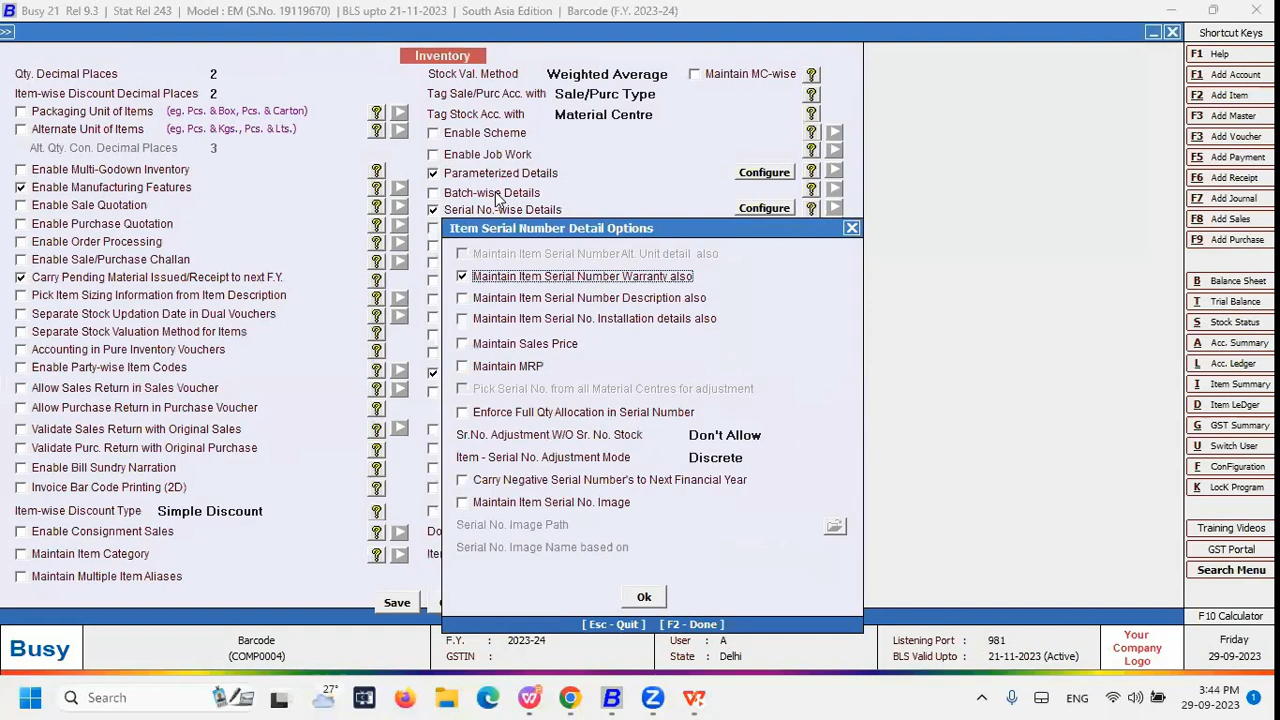 Busy 21 Rel 9.3 | Stat Rel 243 | Model : EM (S.No. 19119670) | BLS upto 21-11-2023 | South Asia Edition | Barcode (F.Y. 2023-24)
>>
Shortcut Keys
Inventory
Qty. Decimal Places 2
Item-wise Discount Decimal Places 2
Packaging Unit of Items (eg. Pcs. & Box, Pcs. & Carton)
Alternate Unit of Items (eg. Pcs. & Kgs., Pcs. & Lts.)
Alt. Qty. Con. Decimal Places 3
Enable Multi-Godown Inventory
Enable Manufacturing Features
Enable Sale Quotation
Enable Purchase Quotation
Enable Order Processing
Enable Sale/Purchase Challan
Carry Pending Material Issued/Receipt to next F.Y.
Pick Item Sizing Information from Item Description
Separate Stock Updation Date in Dual Vouchers
Separate Stock Valuation Method for Items
Accounting in Pure Inventory Vouchers
Enable Party-wise Item Codes
Allow Sales Return in Sales Voucher
Allow Purchase Return in Purchase Voucher
Validate Sales Return with Original Sales
Validate Purc. Return with Original Purchase
Enable Bill Sundry Narration
Invoice Bar Code Printing (2D)
Item-wise Discount Type Simple Discount
Enable Consignment Sales
Maintain Item Category
Maintain Multiple Item Aliases
Stock Val. Method Weighted Average Maintain MC-wise
Tag Sale/Purc Acc. with Sale/Purc Type
Tag Stock Acc. with Material Centre
Enable Scheme
Enable Job Work
Parameterized Details Configure
Batch-wise Details
Serial No.-wise Details Configure
Item Serial Number Detail Options
Maintain Item Serial Number Alt. Unit detail also
Maintain Item Serial Number Warranty also
Maintain Item Serial Number Description also
Maintain Item Serial No. Installation details also
Maintain Sales Price
Maintain MRP
Pick Serial No. from all Material Centres for adjustment
Enforce Full Qty Allocation in Serial Number
Sr.No. Adjustment W/O Sr. No. Stock Don't Allow
Item - Serial No. Adjustment Mode Discrete
Carry Negative Serial Number's to Next Financial Year
Maintain Item Serial No. Image
Serial No. Image Path
Serial No. Image Name based on
Ok
[ Esc - Quit ] [ F2 - Done ]
Save
F1 Help
F1 Add Account
F2 Add Item
F3 Add Master
F3 Add Voucher
F5 Add Payment
F6 Add Receipt
F7 Add Journal
F8 Add Sales
F9 Add Purchase
B Balance Sheet
T Trial Balance
S Stock Status
A Acc. Summary
L Acc. Ledger
I Item Summary
D Item LeDger
G GST Summary
U Switch User
F ConFiguration
K LocK Program
Training Videos
GST Portal
Search Menu
F10 Calculator
Busy
Barcode
(COMP0004)
F.Y. : 2023-24
GSTIN :
User : A
State : Delhi
Listening Port : 981
BLS Valid Upto : 21-11-2023 (Active)
Your
Company
Logo
Friday
29-09-2023
Search
27°
ENG
3:44 PM
29-09-2023